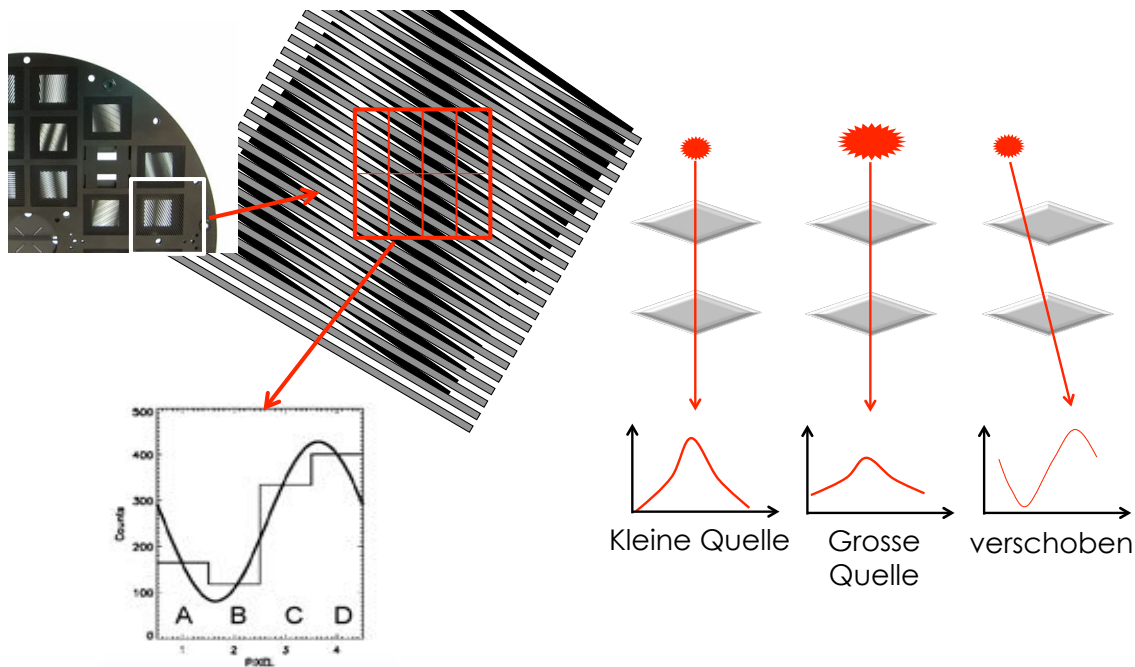 500
400
300
200
100
0
Counts
A B C D
1 2 3 4
PIXEL
Kleine Quelle
Grosse
Quelle
verschoben